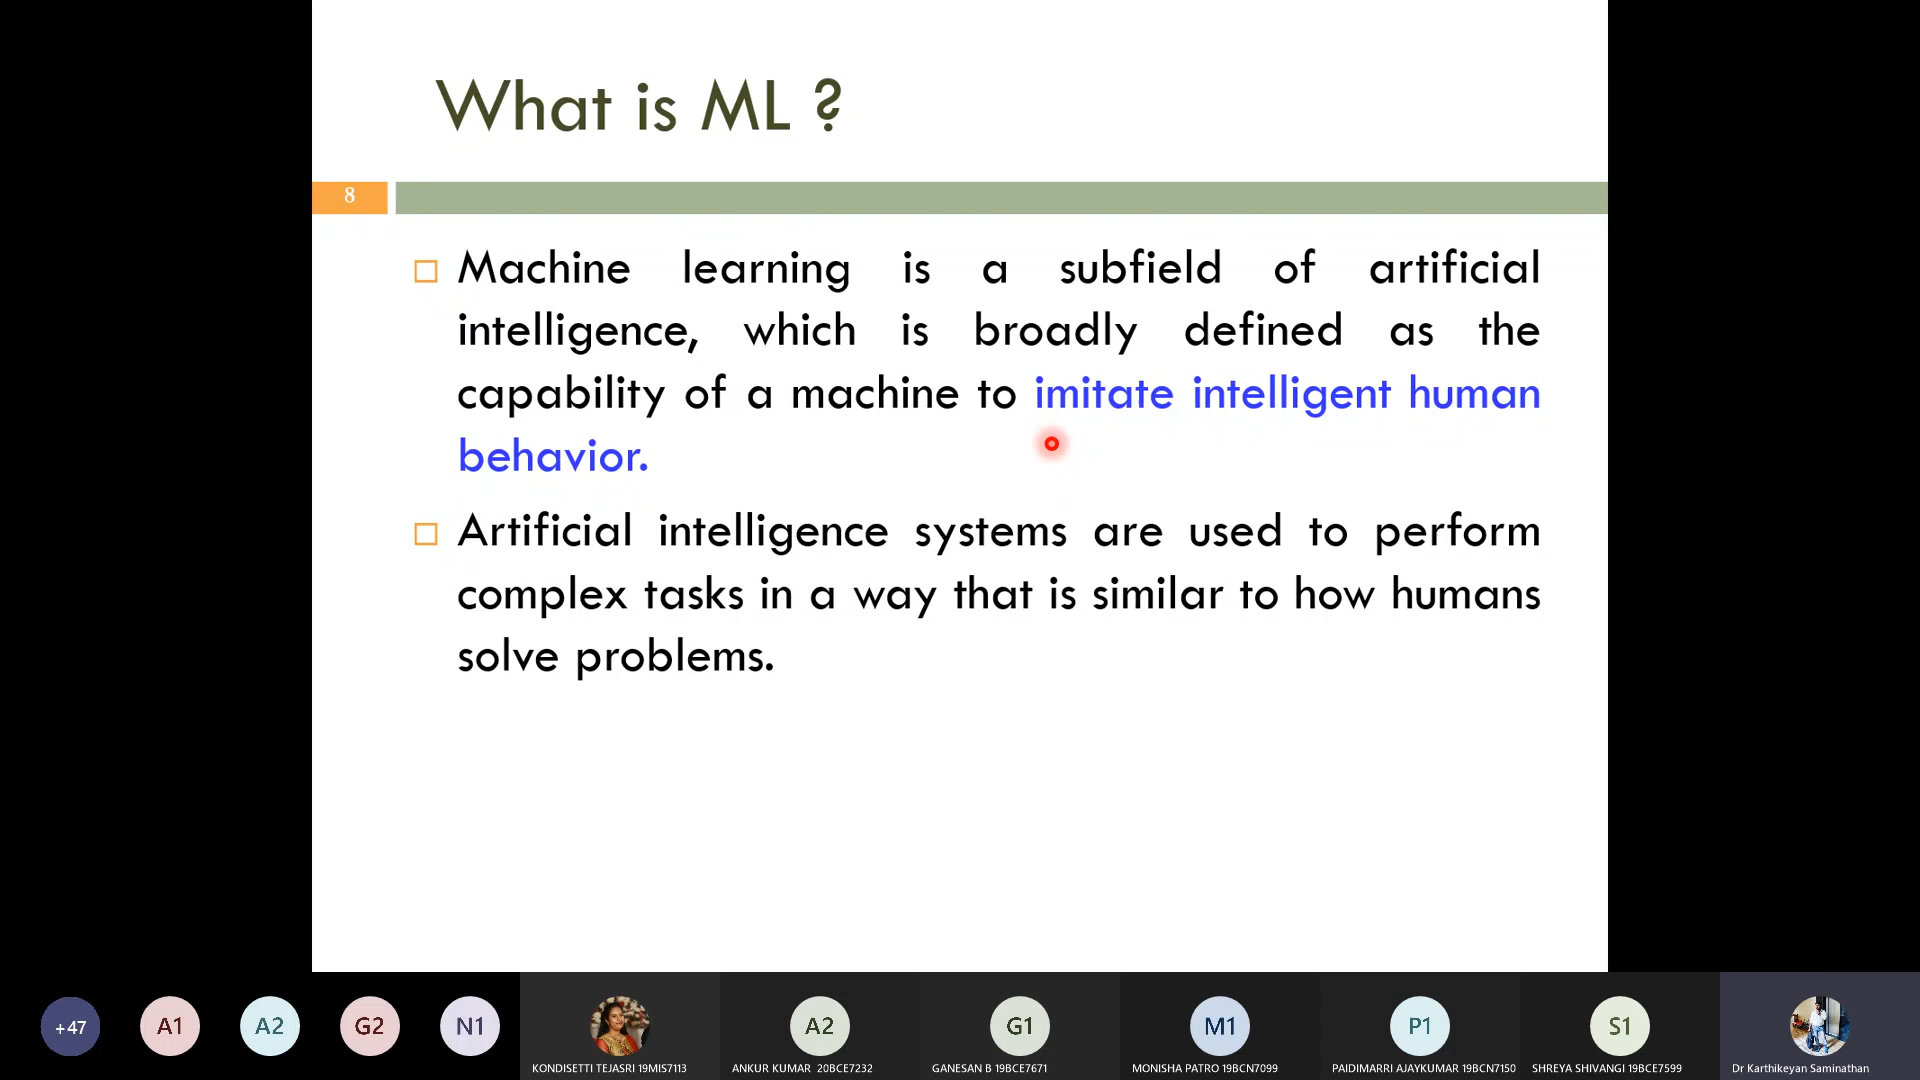 What is ML ?
8
Machine learning is a subfield of artificial
intelligence, which is broadly defined as the
capability of a machine to imitate intelligent human
behavior.
Artificial intelligence systems are used to perform
complex tasks in a way that is similar to how humans
solve problems.
+47
A1
A2
G2
N1
A2
G1
M1
P1
S1
KONDISETTI TEJASRI 19MIS7113
ANKUR KUMAR 20BCE7232
GANESAN B 19BCE7671
MONISHA PATRO 19BCN7099
PAIDIMARRI AJAYKUMAR 19BCN7150
SHREYA SHIVANGI 19BCE7599
Dr Karthikeyan Saminathan